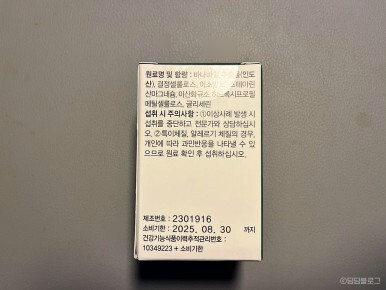 원료명 및 함량 : 바나바
산), 결정셀룰로스,
산마그네슘, 이산화규소,
메틸셀룰로스, 글리세린
섭취 시 주의사항 : ①이상사례 발생 시
섭취를 중단하고 전문가와 상담하십시
오. ②특이체질, 알레르기 체질의 경우,
개인에 따라 과민반응을 나타낼 수 있
으므로 원료 확인 후 섭취하십시오.
제조번호 : 2301916
소비기한 : 2025. 08. 30 까지
건강기능식품이력추적관리번호 :
10349223 + 소비기한